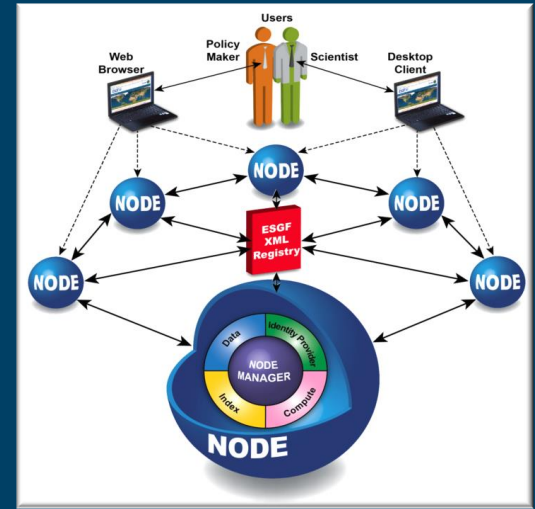 Users
Web
Browser
Policy
Maker
Scientist
Desktop
Client
NODE
NODE
NODE
ESGF
XML
Registry
NODE
NODE
Data
Identity Provider
NODE
MANAGER
Index
Compute
NODE